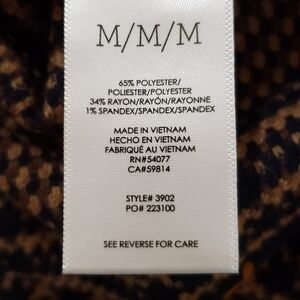 M/M/M
65% POLYESTER/
POLIESTER/POLYESTER
34% RAYON/RAYÓN/RAYONNE
1% SPANDEX/SPANDEX/SPANDEX
MADE IN VIETNAM
HECHO EN VIETNAM
FABRIQUÉ AU VIETNAM
RN#54077
CA#59814
STYLE# 3902
PO# 223100
SEE REVERSE FOR CARE